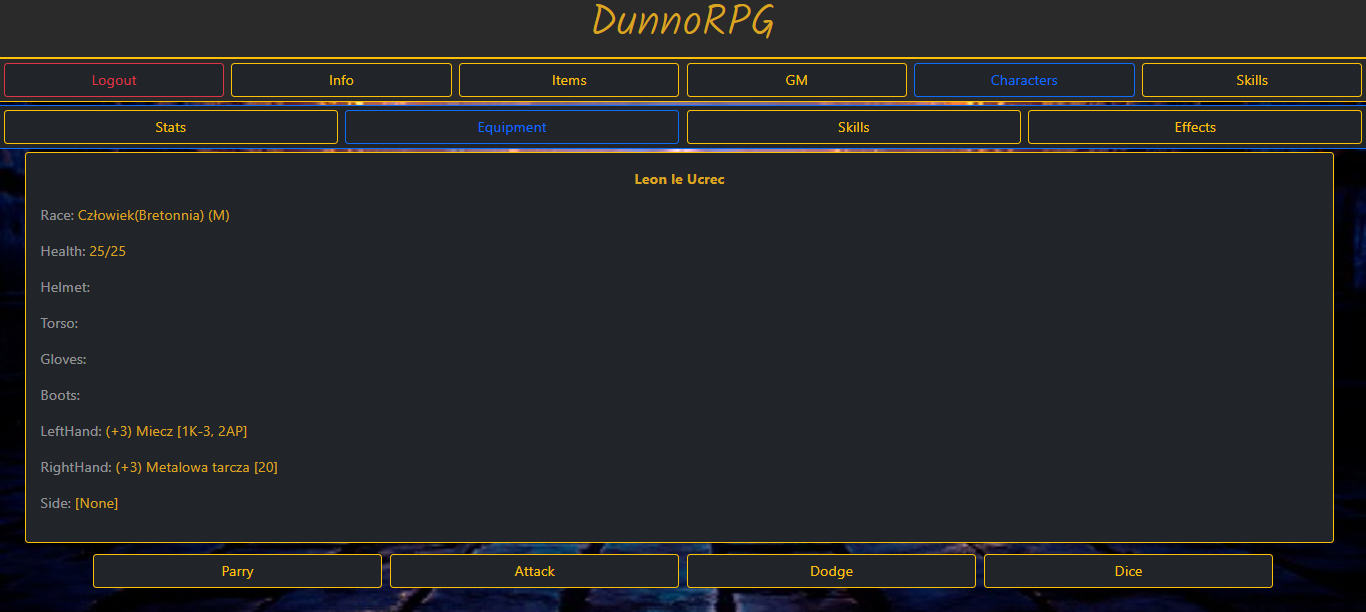 DunnoRPG
Logout Info Items GM Characters Skills
Stats Equipment Skills Effects
Leon le Ucrec
Race: Człowiek(Bretonnia) (M)
Health: 25/25
Helmet:
Torso:
Gloves:
Boots:
LeftHand: (+3) Miecz [1K-3, 2AP]
RightHand: (+3) Metalowa tarcza [20]
Side: [None]
Parry Attack Dodge Dice